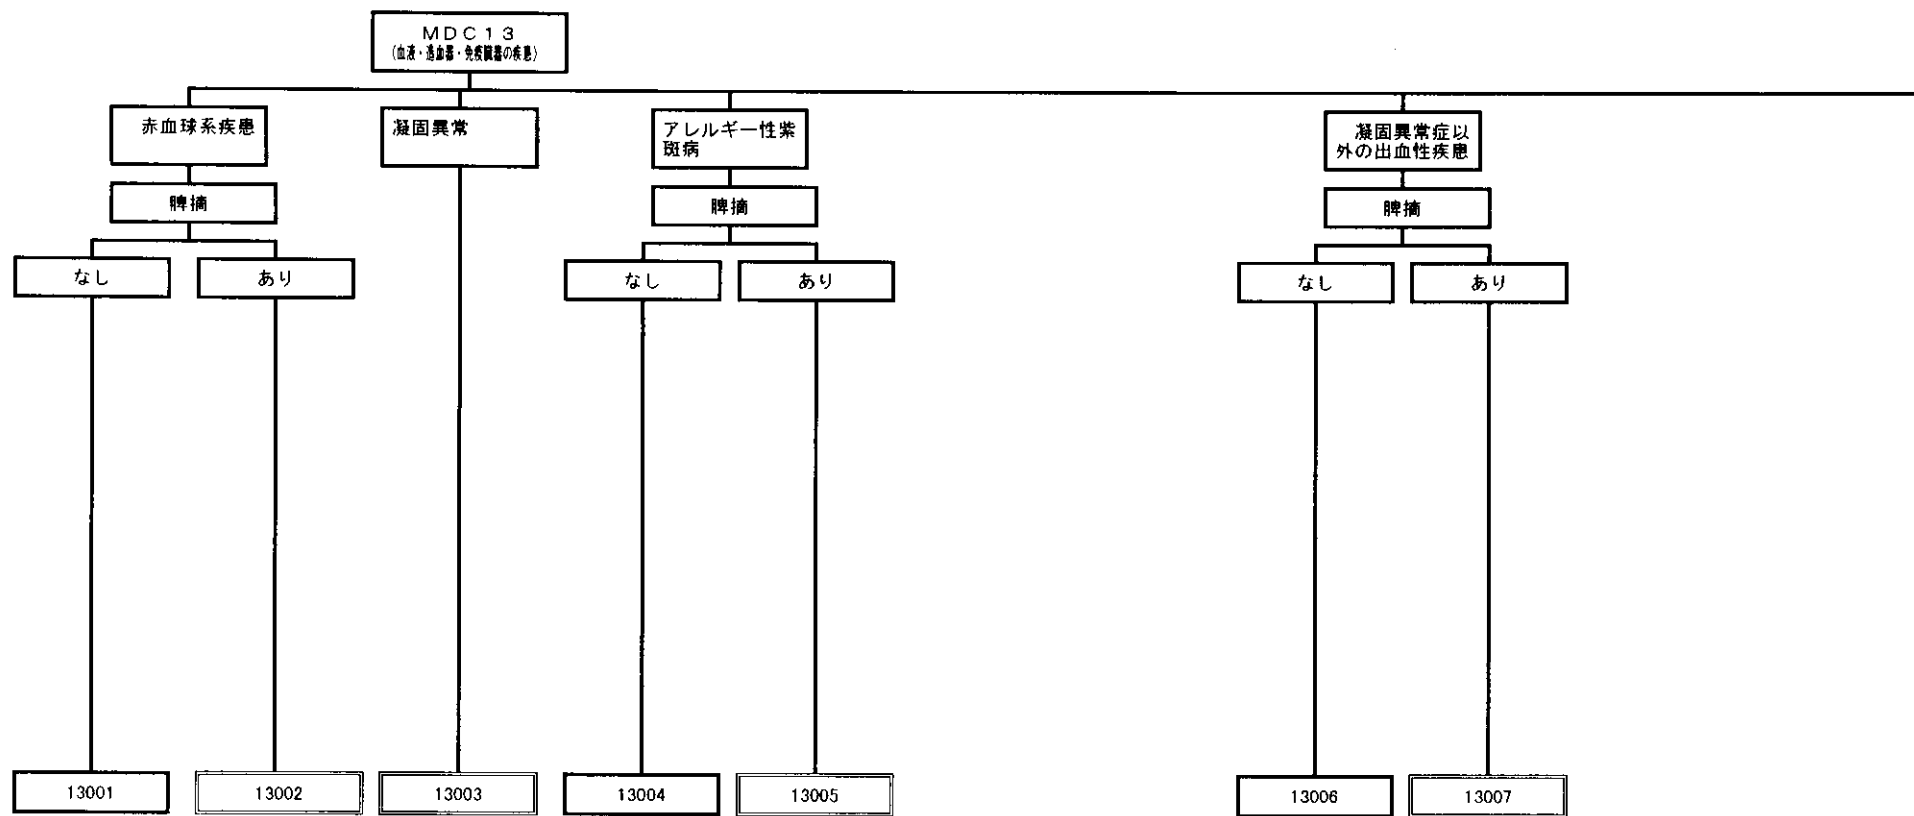 MDC13
(血液・造血器・免疫臓器の疾患)
赤血球系疾患
凝固異常
アレルギー性紫
斑病
凝固異常症以
外の出血性疾患
脾摘
脾摘
脾摘
なし
あり
なし
あり
なし
あり
13001
13002
13003
13004
13005
13006
13007